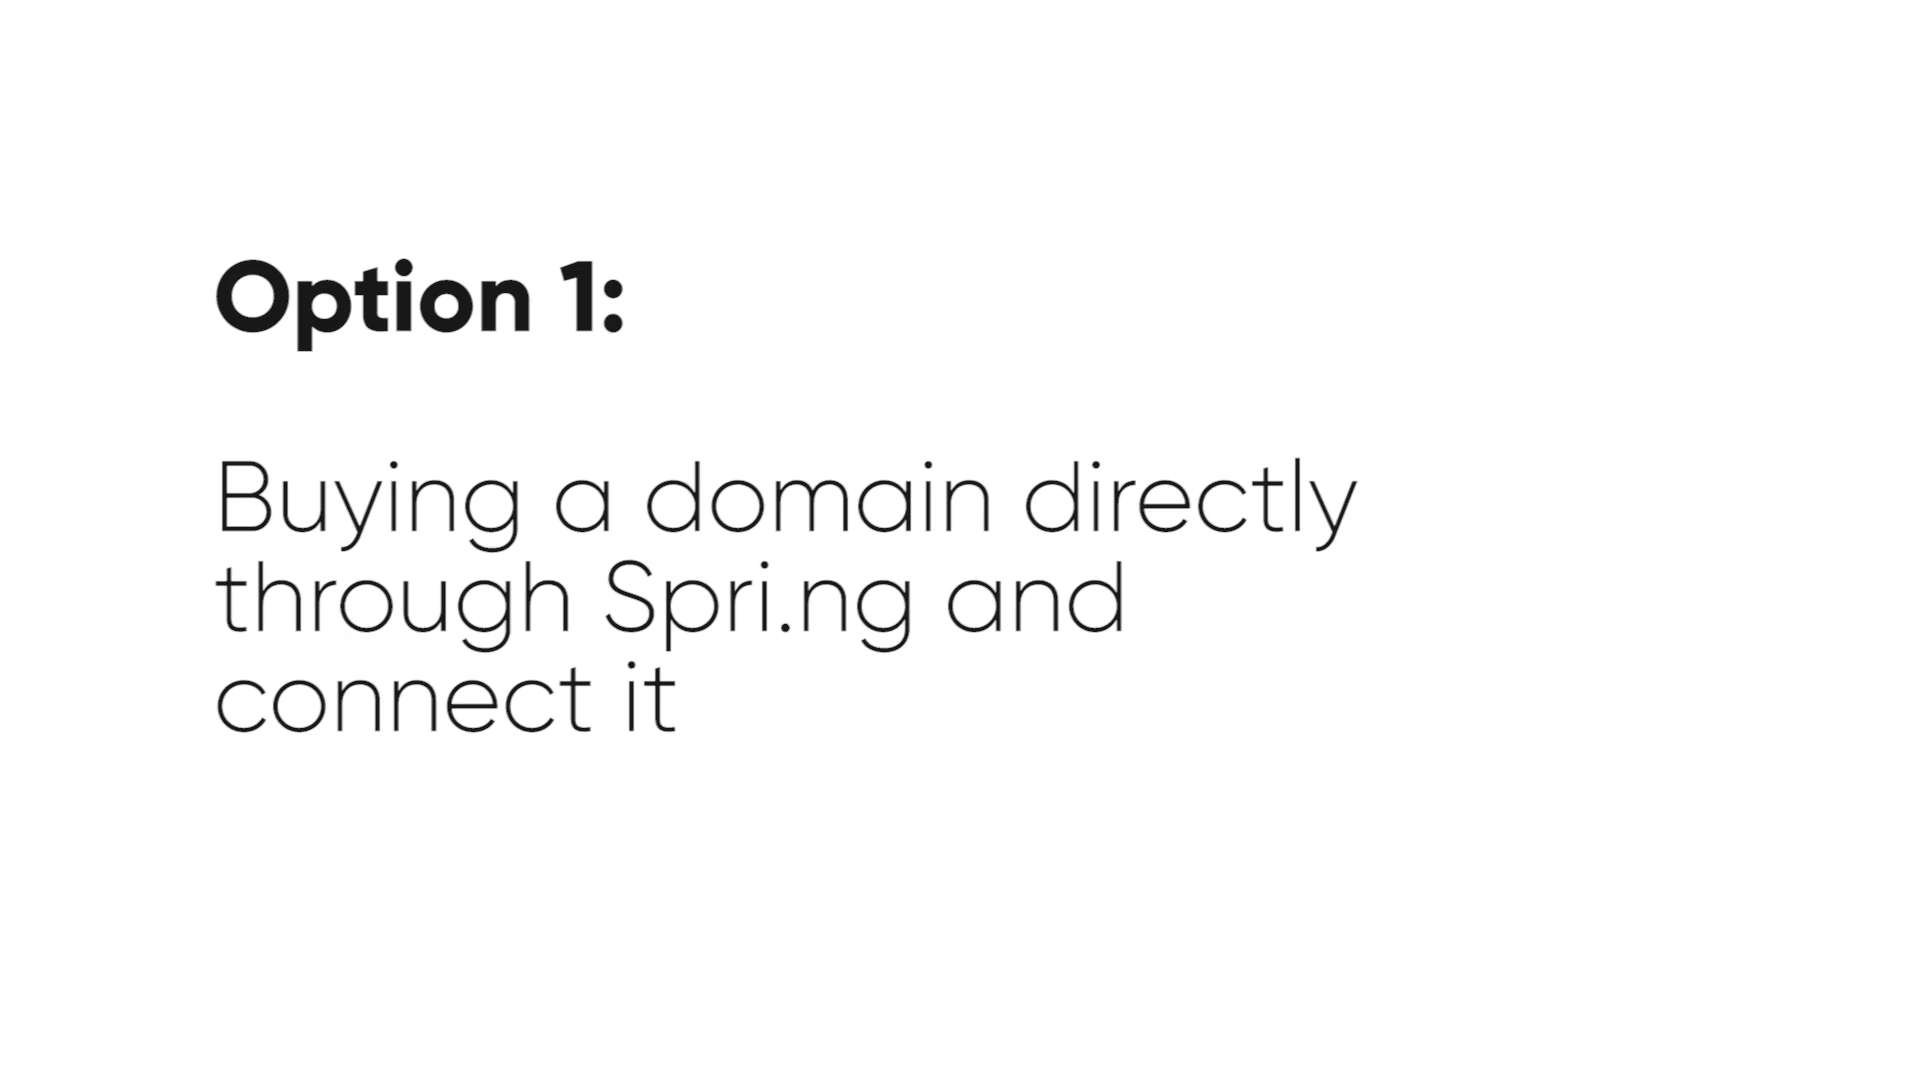 Option 1:
Buying a domain directly
through Spri.ng and
connect it